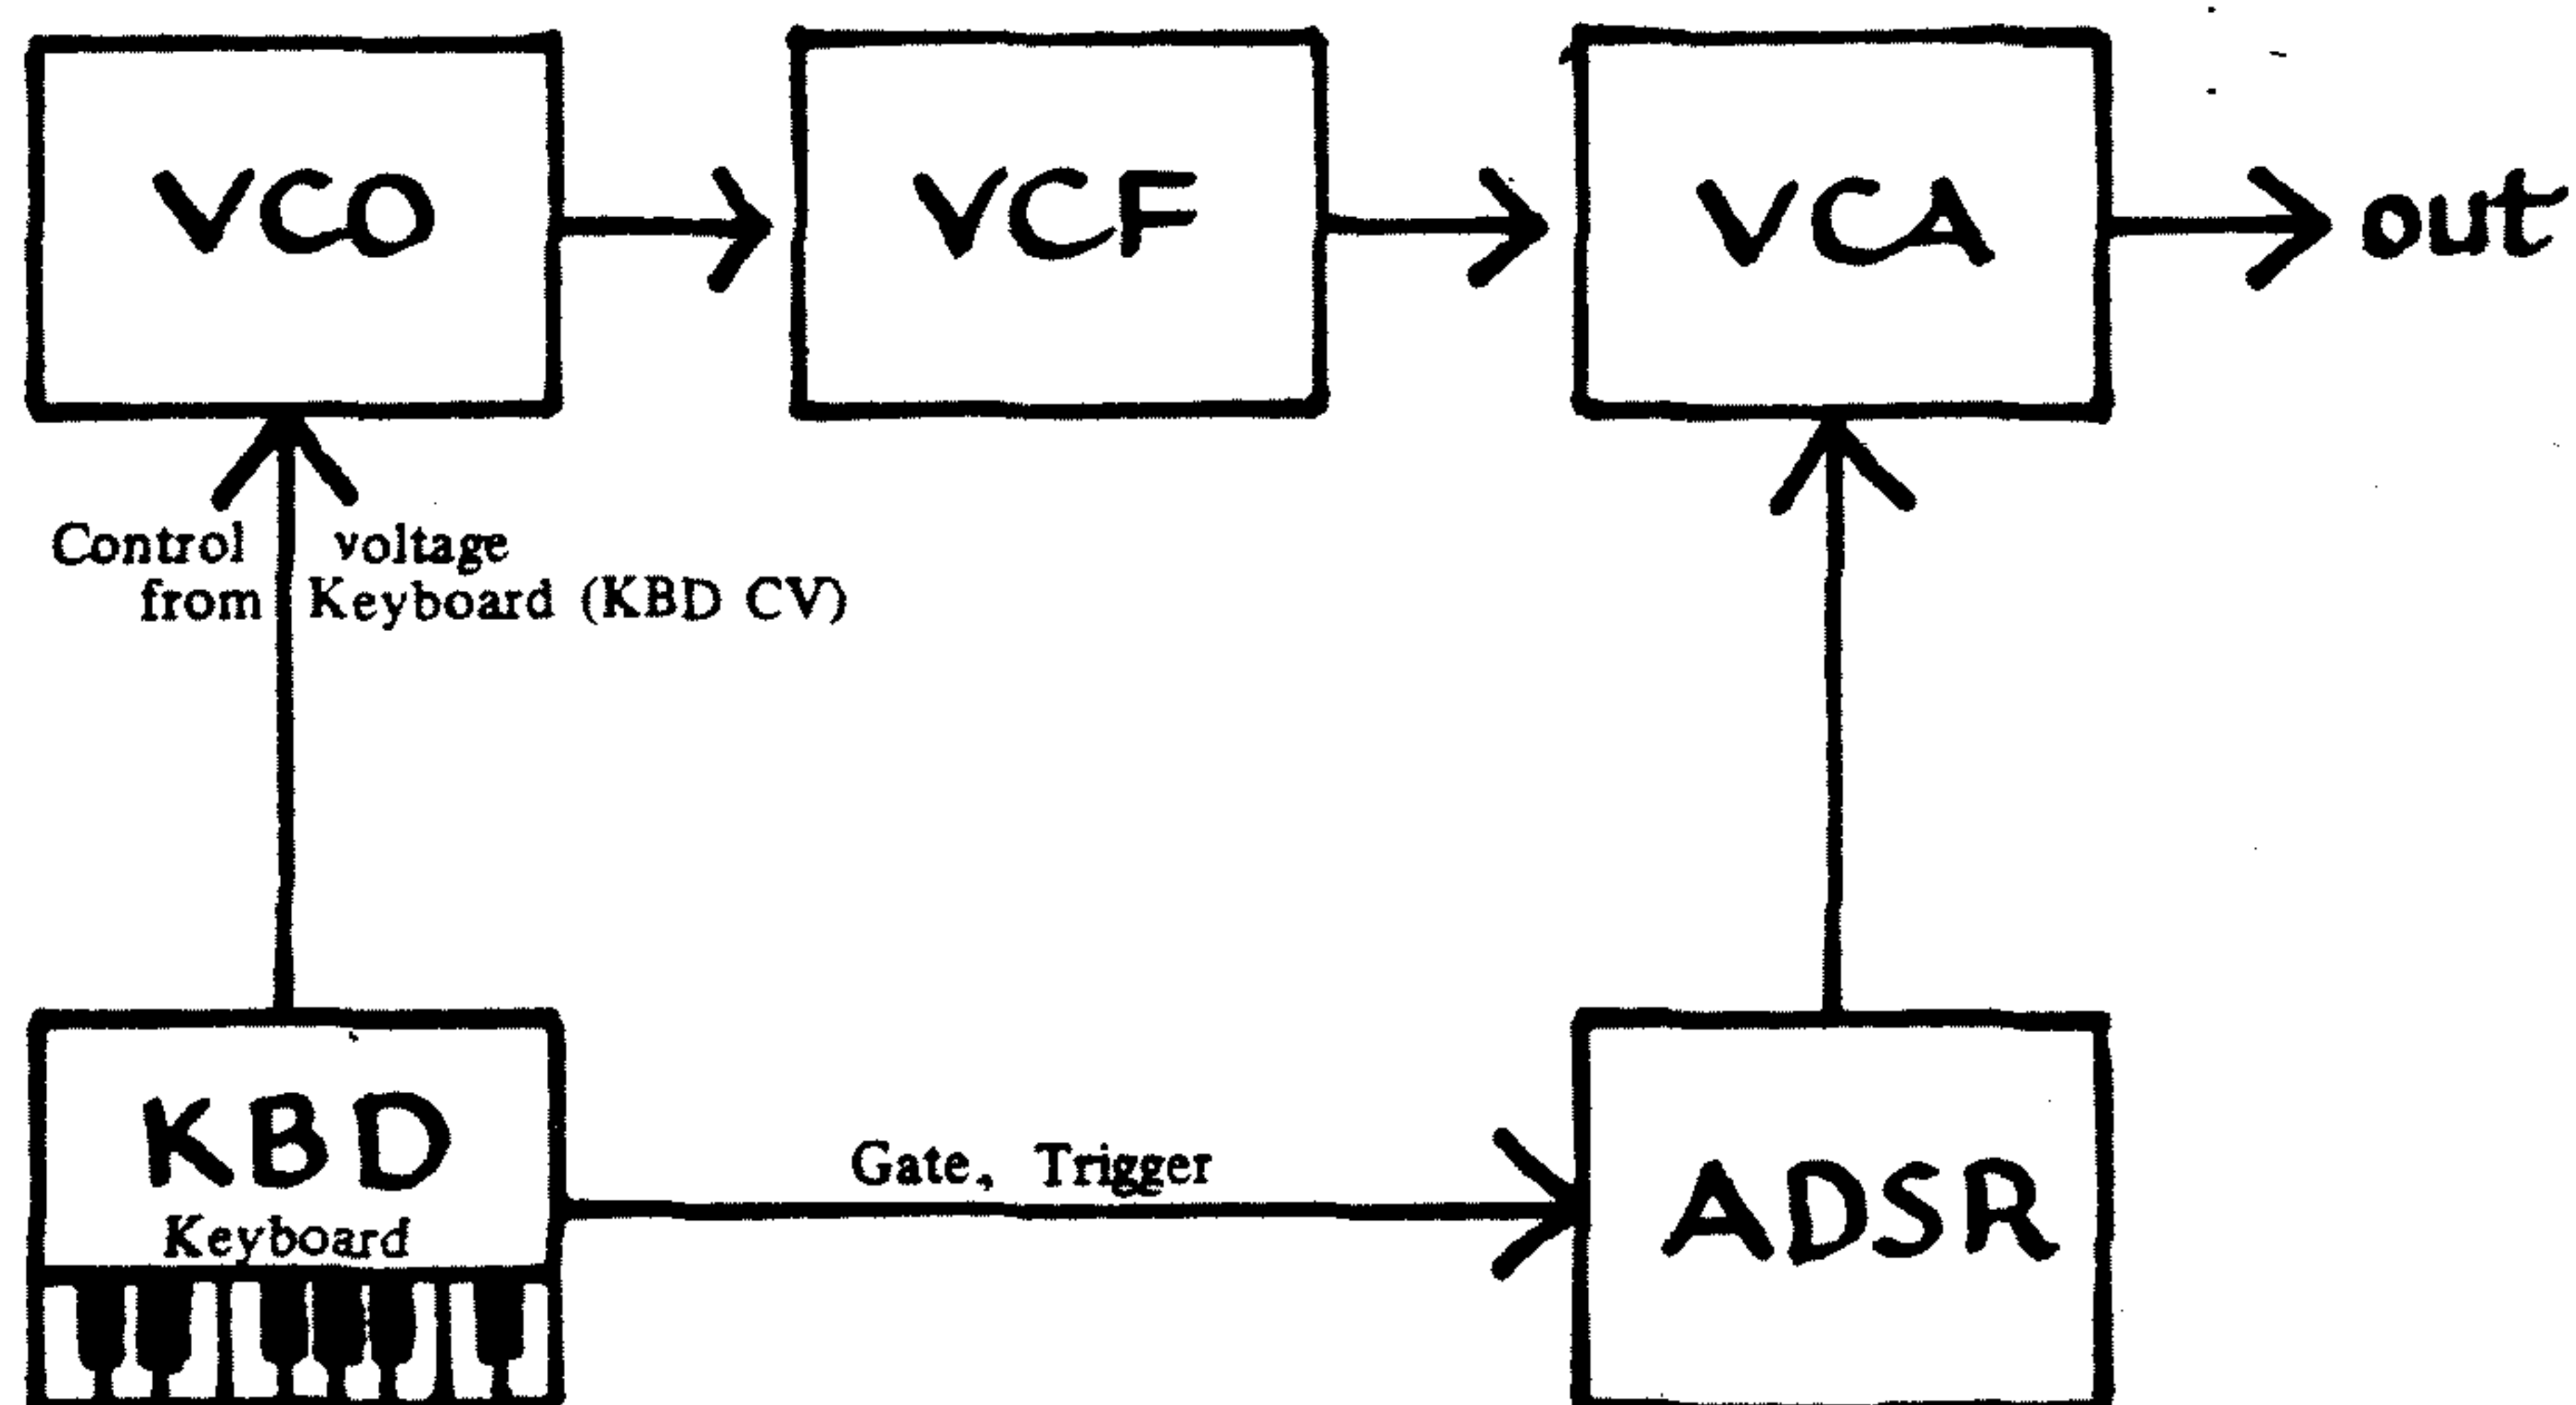 VCO
VCF
VCA
out
Control voltage
from Keyboard (KBD CV)
KBD
Keyboard
Gate, Trigger
ADSR